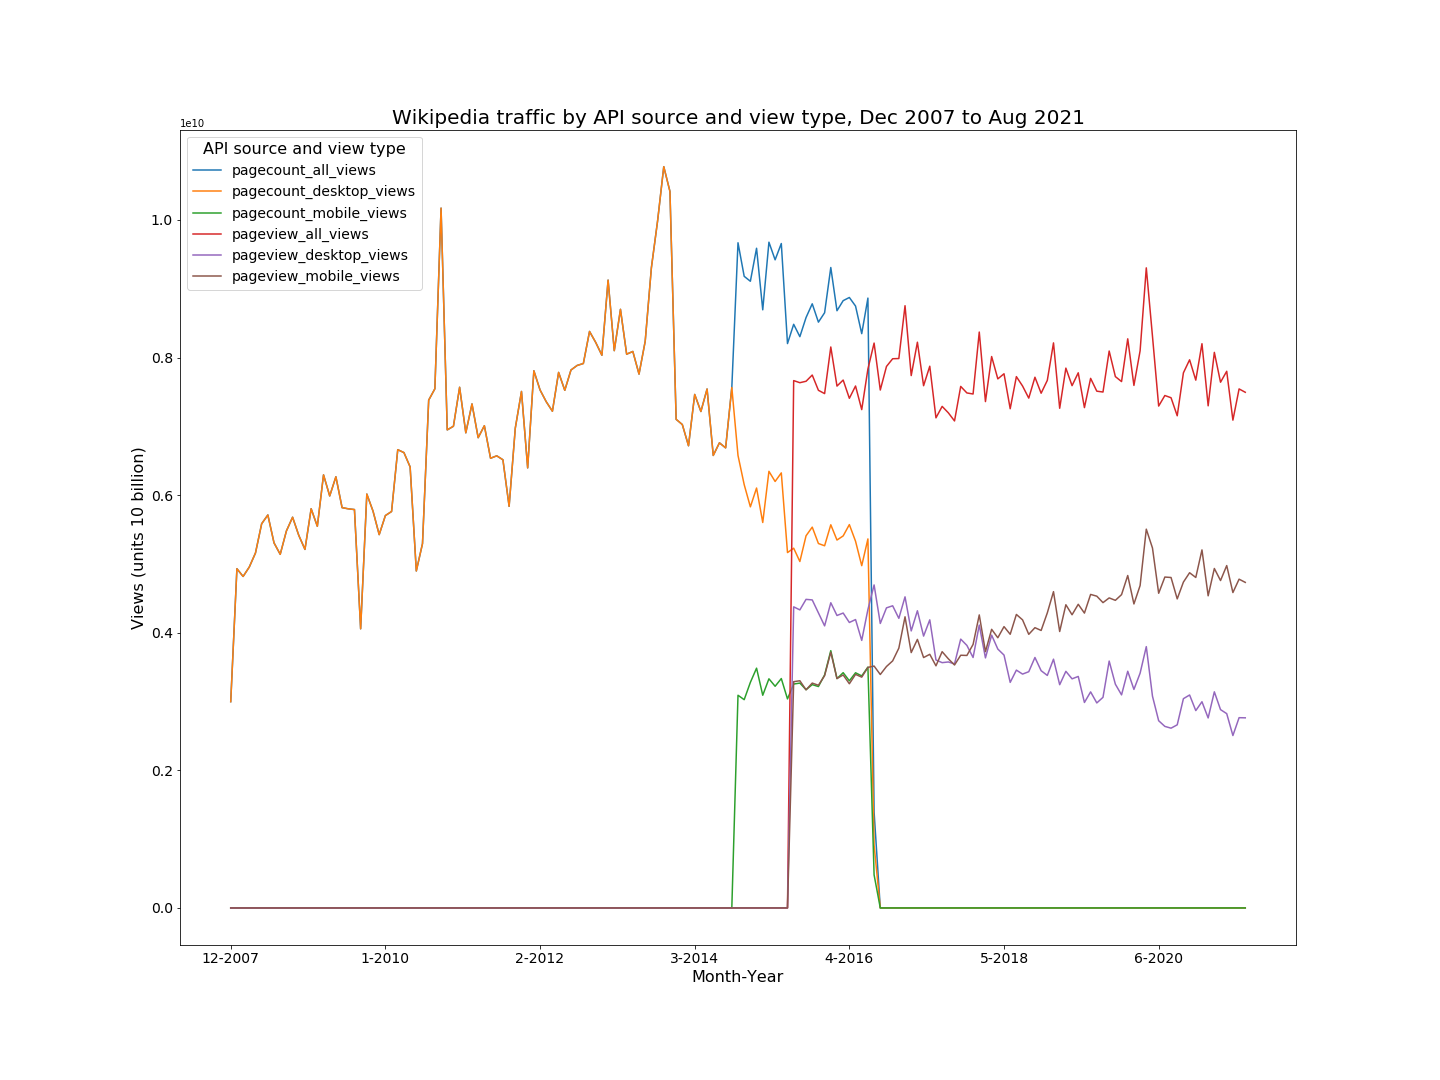 Wikipedia traffic by API source and view type, Dec 2007 to Aug 2021
1e10
API source and view type
pagecount_all_views
pagecount_desktop_views
pagecount_mobile_views
pageview_all_views
pageview_desktop_views
pageview_mobile_views
1.0
0.8
0.6
0.4
0.2
0.0
Views (units 10 billion)
12-2007 1-2010 2-2012 3-2014 4-2016 5-2018 6-2020
Month-Year